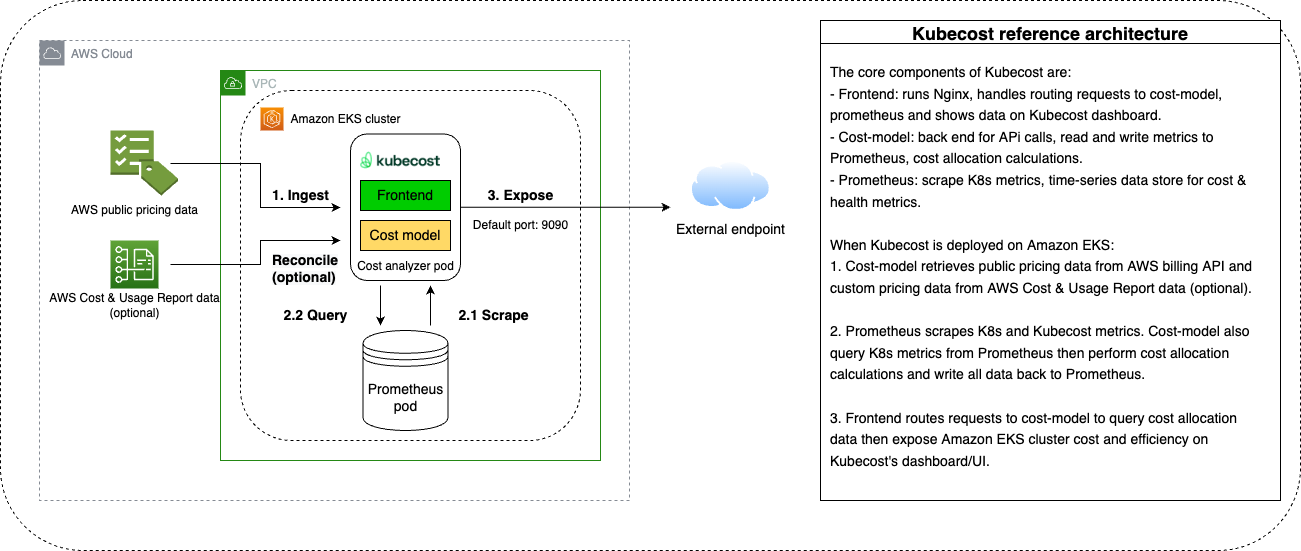 AWS Cloud
VPC
Amazon EKS cluster
kubecost
Frontend
Cost model
Cost analyzer pod
AWS public pricing data
1. Ingest
AWS Cost & Usage Report data
(optional)
Reconcile
(optional)
3. Expose
Default port: 9090
External endpoint
2.2 Query
2.1 Scrape
Prometheus
pod
Kubecost reference architecture
The core components of Kubecost are:
- Frontend: runs Nginx, handles routing requests to cost-model,
prometheus and shows data on Kubecost dashboard.
- Cost-model: back end for APi calls, read and write metrics to
Prometheus, cost allocation calculations.
- Prometheus: scrape K8s metrics, time-series data store for cost &
health metrics.
When Kubecost is deployed on Amazon EKS:
1. Cost-model retrieves public pricing data from AWS billing API and
custom pricing data from AWS Cost & Usage Report data (optional).
2. Prometheus scrapes K8s and Kubecost metrics. Cost-model also
query K8s metrics from Prometheus then perform cost allocation
calculations and write all data back to Prometheus.
3. Frontend routes requests to cost-model to query cost allocation
data then expose Amazon EKS cluster cost and efficiency on
Kubecost's dashboard/UI.